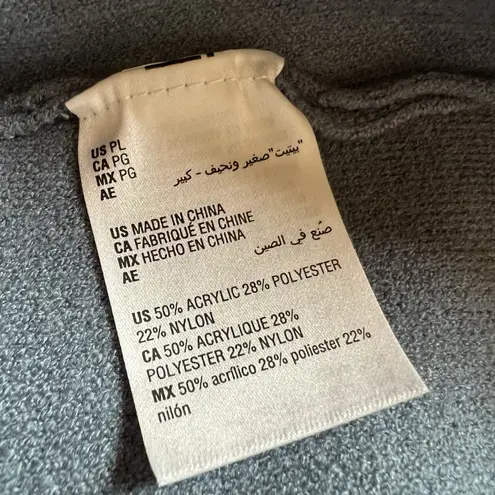 US PL
CA PG
MX PG
AE "بيتيت" صغير ونحيف - كبير
US MADE IN CHINA
CA FABRIQUÉ EN CHINE
MX HECHO EN CHINA
AE صُنع في الصين
US 50% ACRYLIC 28% POLYESTER
22% NYLON
CA 50% ACRYLIQUE 28%
POLYESTER 22% NYLON
MX 50% acrílico 28% poliester 22%
nilón